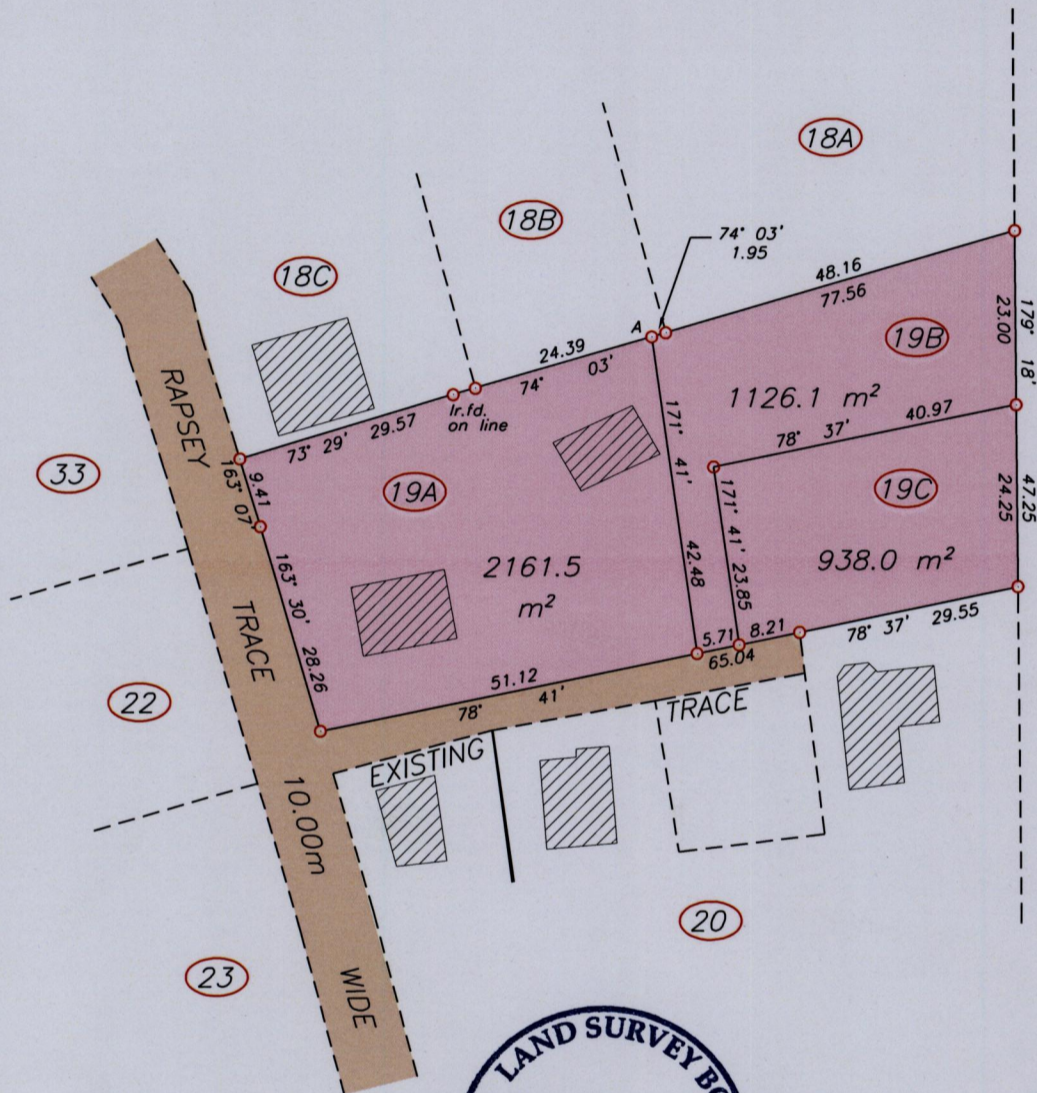 18A
18B
74° 03'
1.95
18C
48.16
77.56
179° 18'
23.00
A
19B
24.39
74° 03'
1126.1 m²
40.97
Ir.fd.
on line
73° 29' 29.57
78° 37'
RAPSEY
33
163° 07'
9.41
19A
171° 41'
42.48
171° 41' 23.85
19C
47.25
24.25
2161.5
m²
938.0 m²
163° 30' 28.26
TRACE
5.71
8.21
78° 37' 29.55
65.04
51.12
78° 41'
22
EXISTING TRACE
10.00m
20
23
WIDE
LAND SURVEY BO